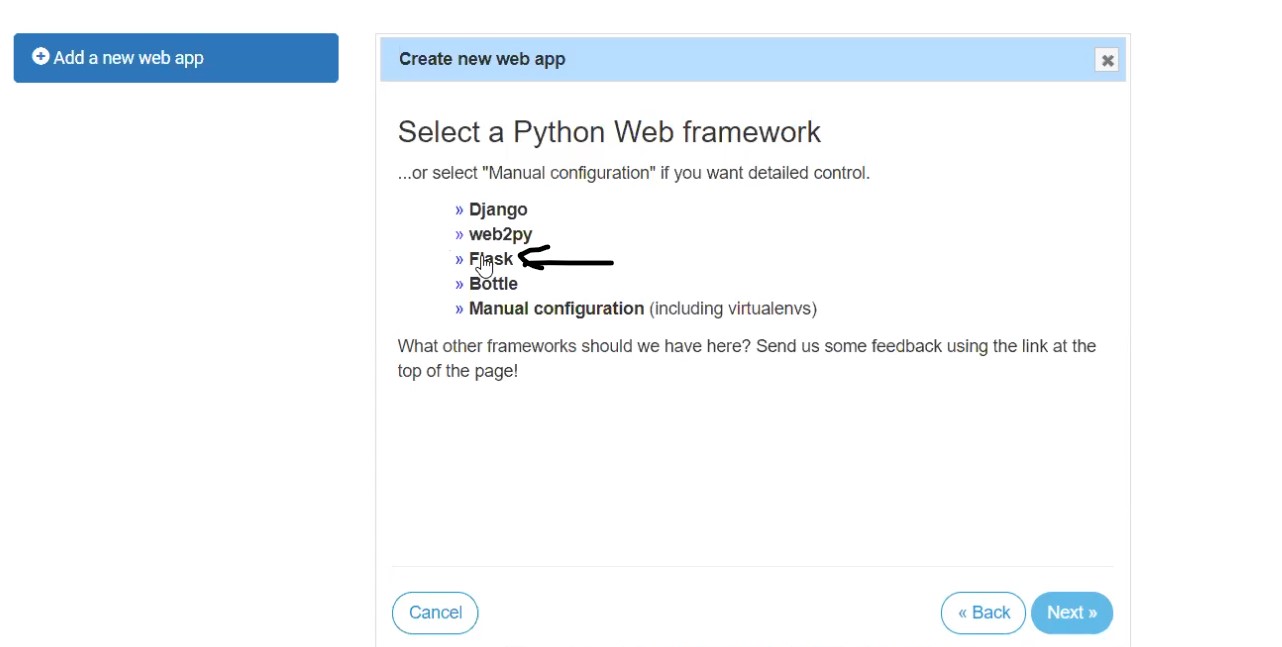 Add a new web app
Create new web app
Select a Python Web framework
...or select "Manual configuration" if you want detailed control.
» Django
» web2py
» Flask
» Bottle
» Manual configuration (including virtualenvs)
What other frameworks should we have here? Send us some feedback using the link at the
top of the page!
Cancel
« Back
Next »